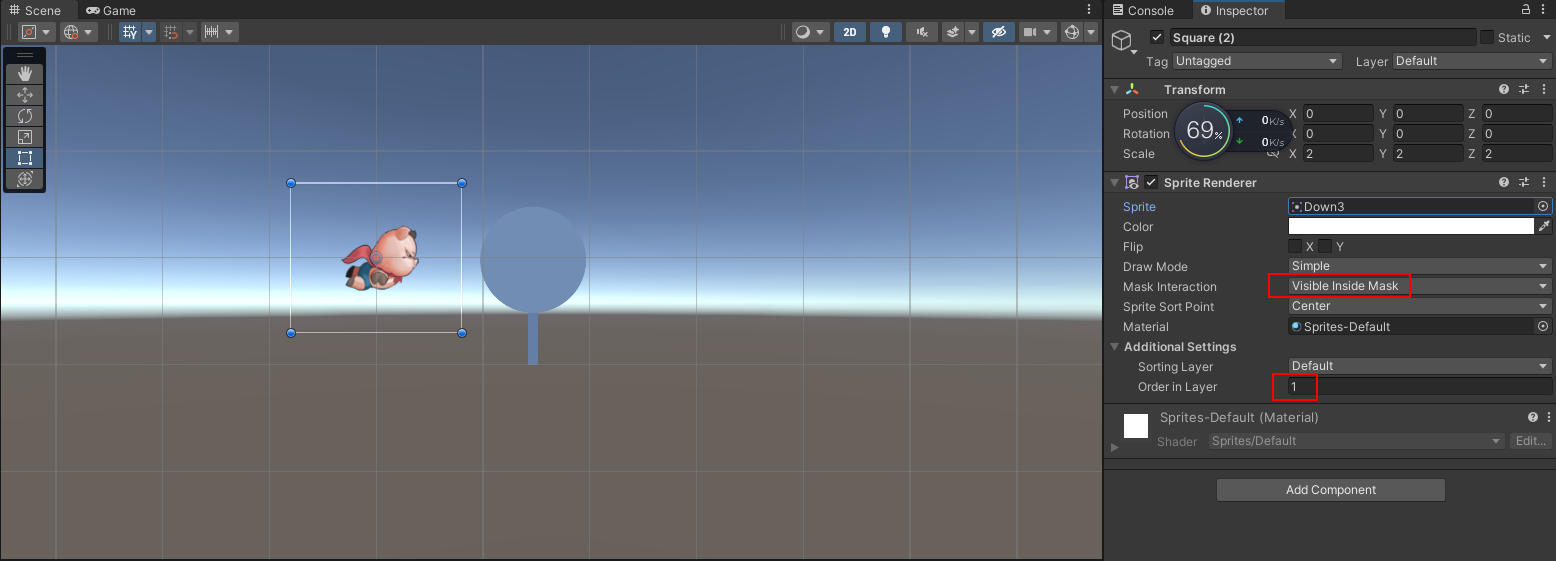 Scene Game
2D
Console Inspector
Square (2) Static
Tag Untagged Layer Default
Transform
Position X 0 Y 0 Z 0
Rotation X 0 Y 0 Z 0
Scale X 2 Y 2 Z 2
69%
0K/s
0K/s
Sprite Renderer
Sprite Down3
Color
Flip X Y
Draw Mode Simple
Mask Interaction Visible Inside Mask
Sprite Sort Point Center
Material Sprites-Default
Additional Settings
Sorting Layer Default
Order in Layer 1
Sprites-Default (Material)
Shader Sprites/Default Edit...
Add Component